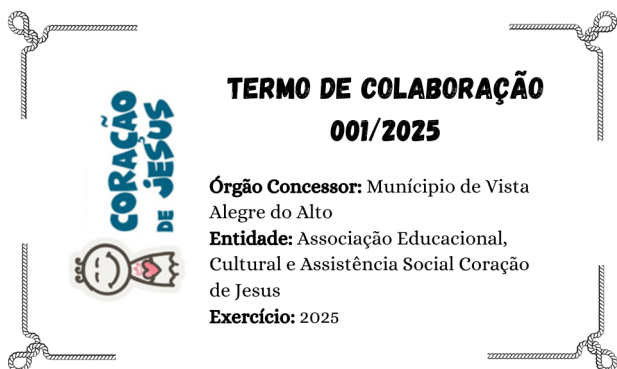 CORAÇÃO
DE JESUS
TERMO DE COLABORAÇÃO
001/2025
Órgão Concessor: Munícipio de Vista
Alegre do Alto
Entidade: Associação Educacional,
Cultural e Assistência Social Coração
de Jesus
Exercício: 2025